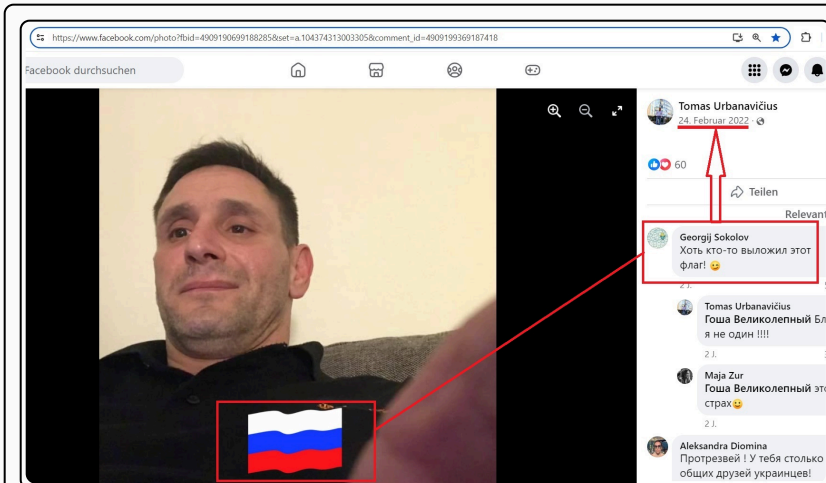 https://www.facebook.com/photo?fbid=4909190699188285&set=a.104374313003305&comment_id=4909199369187418
Facebook durchsuchen
Tomas Urbanavičius
24. Februar 2022
60
Teilen
Relevant
Georgij Sokolov
Хоть кто-то выложил этот
флаг! 😉
2 J.
Tomas Urbanavičius
Гоша Великолепный Бл
я не один !!!!
2 J.
Maja Zur
Гоша Великолепный это
страх😉
2 J.
Aleksandra Diomina
Протрезвей ! У тебя столько
общих друзей украинцев!